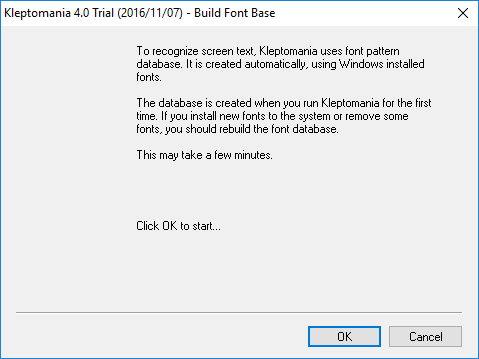 Kleptomania 4.0 Trial (2016/11/07) - Build Font Base
To recognize screen text, Kleptomania uses font pattern
database. It is created automatically, using Windows installed
fonts.
The database is created when you run Kleptomania for the first
time. If you install new fonts to the system or remove some
fonts, you should rebuild the font database.
This may take a few minutes.
Click OK to start...
OK
Cancel